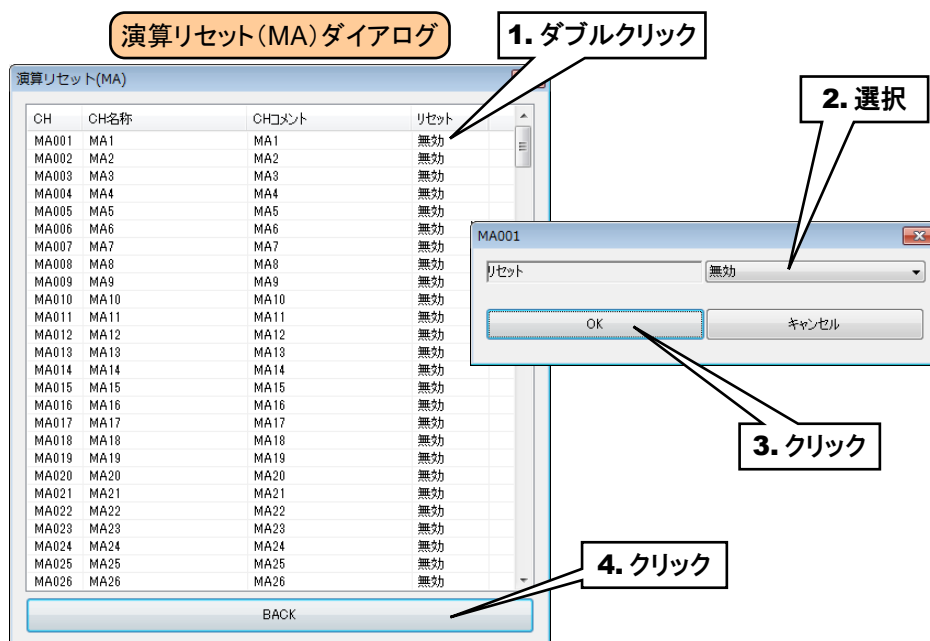 演算リセット(MA)ダイアログ
1. ダブルクリック
演算リセット(MA)
2. 選択
CH CH名称 CHコメント リセット
MA001 MA1 MA1 無効
MA002 MA2 MA2 無効
MA003 MA3 MA3 無効
MA004 MA4 MA4 無効
MA005 MA5 MA5 無効
MA006 MA6 MA6 無効
MA007 MA7 MA7 無効
MA008 MA8 MA8 無効
MA009 MA9 MA9 無効
MA010 MA10 MA10 無効
MA011 MA11 MA11 無効
MA012 MA12 MA12 無効
MA013 MA13 MA13 無効
MA014 MA14 MA14 無効
MA015 MA15 MA15 無効
MA016 MA16 MA16 無効
MA017 MA17 MA17 無効
MA018 MA18 MA18 無効
MA019 MA19 MA19 無効
MA020 MA20 MA20 無効
MA021 MA21 MA21 無効
MA022 MA22 MA22 無効
MA023 MA23 MA23 無効
MA024 MA24 MA24 無効
MA025 MA25 MA25 無効
MA026 MA26 MA26 無効
BACK
MA001
リセット 無効
OK キャンセル
3. クリック
4. クリック